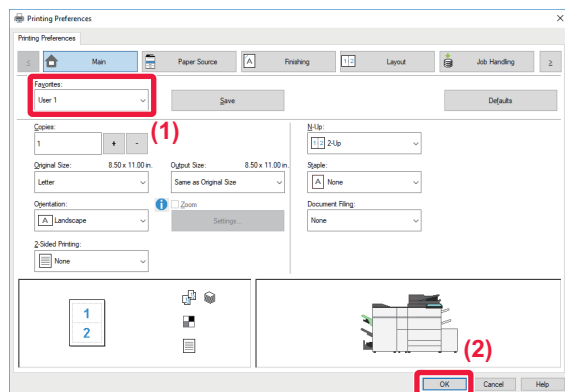 Printing Preferences
Printing Preferences
Main
Paper Source
Finishing
Layout
Job Handling
Favorites:
User 1
Save
Defaults
(1)
Copies:
1
+ -
N-Up:
1 2 2-Up
Original Size: 8.50 x 11.00 in.
Letter
Output Size: 8.50 x 11.00 in.
Same as Original Size
Staple:
A None
Orientation:
A Landscape
Zoom
Settings...
Document Filing:
None
2-Sided Printing:
None
1
2
(2)
OK Cancel Help